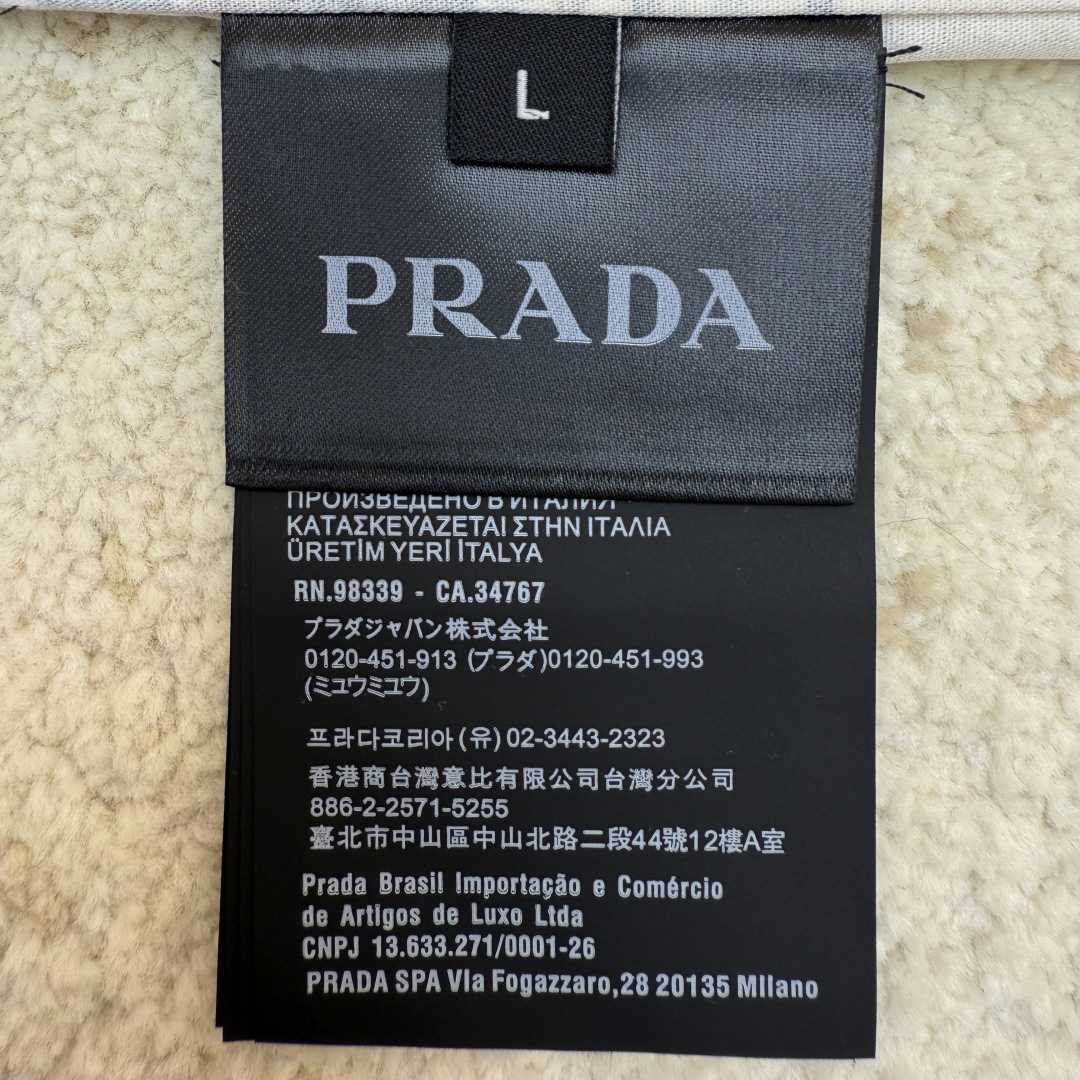 L
PRADA
ПРОИЗВЕДЕНО В ИТАЛИЯ
ΚΑΤΑΣΚΕΥΑΖΕΤΑΙ ΣΤΗΝ ΙΤΑΛΙΑ
ÜRETİM YERİ İTALYA
RN.98339 - CA.34767
プラダジャパン株式会社
0120-451-913 (プラダ)0120-451-993
(ミユウミユウ)
프라다코리아(유) 02-3443-2323
香港商台灣意比有限公司台灣分公司
886-2-2571-5255
臺北市中山區中山北路二段44號12樓A室
Prada Brasil Importação e Comércio
de Artigos de Luxo Ltda
CNPJ 13.633.271/0001-26
PRADA SPA VIa Fogazzaro,28 20135 MIlano